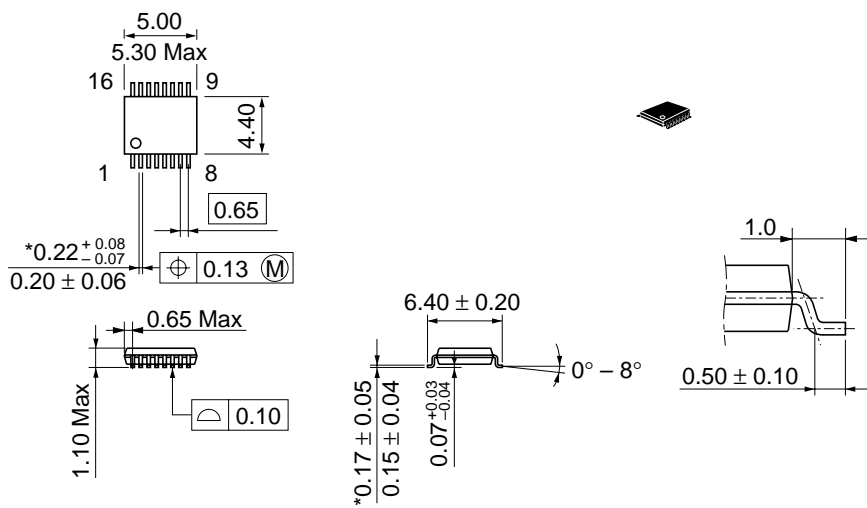 5.00
5.30 Max
16 9
4.40
1 8
0.65
*0.22 + 0.08 − 0.07
0.20 ± 0.06
0.13 Ⓜ
0.65 Max
1.10 Max
0.10
6.40 ± 0.20
0° – 8°
*0.17 ± 0.05
0.15 ± 0.04
0.07 +0.03 −0.04
1.0
0.50 ± 0.10